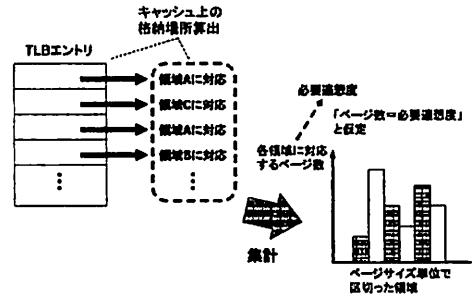 キャッシュ上の
格納場所算出
TLBエントリ
領域Aに対応
領域Cに対応
領域Aに対応
領域Bに対応
必要連想度
「ページ数=必要連想度」
と仮定
各領域に対応
するページ数
集計
ページサイズ単位で
区切った領域